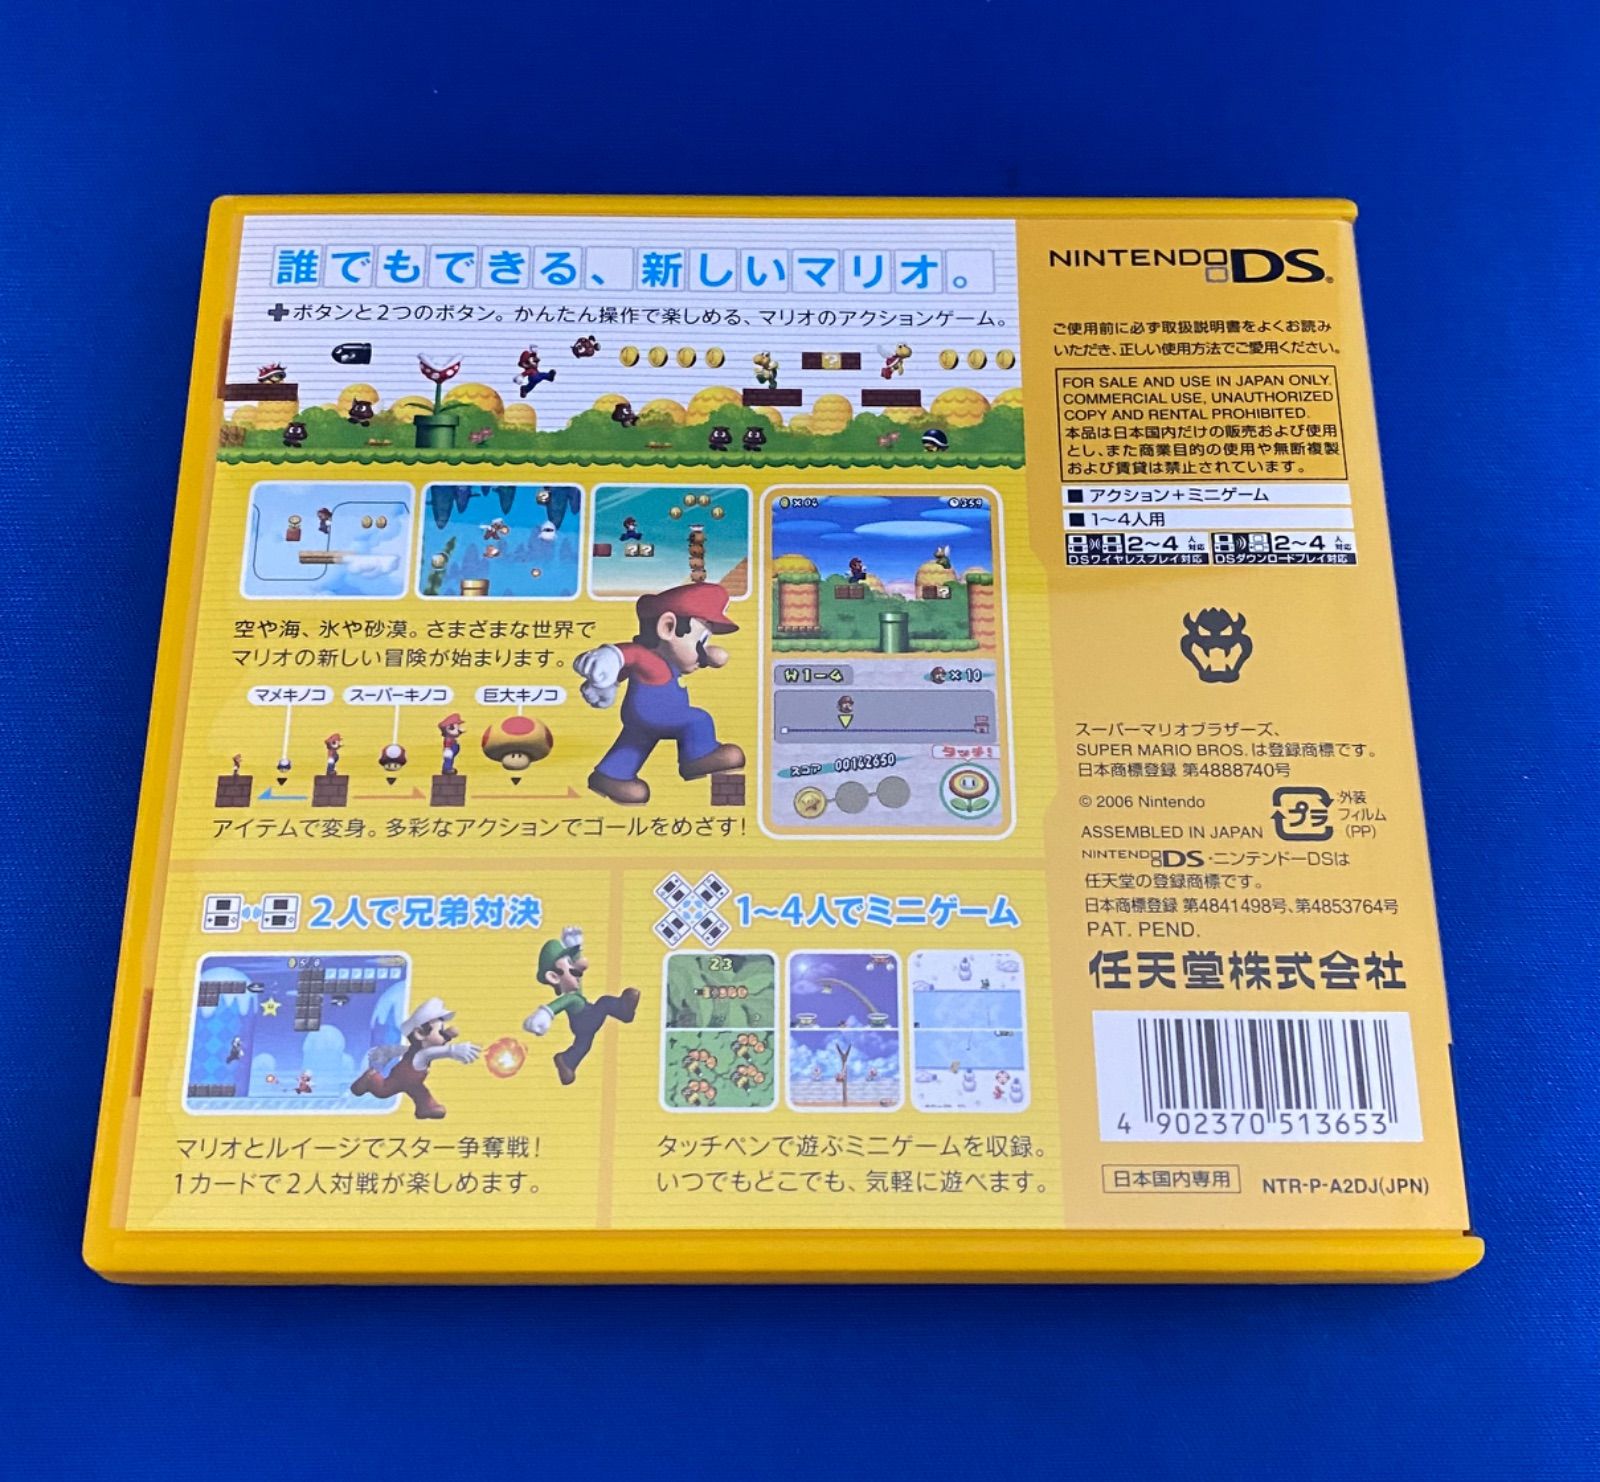 誰でもできる、新しいマリオ。
✚ボタンと2つのボタン。かんたん操作で楽しめる、マリオのアクションゲーム。
×04
359
W1-4
×10
スコア 00142650
タッチ!
空や海、氷や砂漠。さまざまな世界で
マリオの新しい冒険が始まります。
マメキノコ スーパーキノコ 巨大キノコ
アイテムで変身。多彩なアクションでゴールをめざす!
2人で兄弟対決
マリオとルイージでスター争奪戦!
1カードで2人対戦が楽しめます。
1〜4人でミニゲーム
23
タッチペンで遊ぶミニゲームを収録。
いつでもどこでも、気軽に遊べます。
NINTENDO DS®
ご使用前に必ず取扱説明書をよくお読み
いただき、正しい使用方法でご愛用ください。
FOR SALE AND USE IN JAPAN ONLY.
COMMERCIAL USE, UNAUTHORIZED
COPY AND RENTAL PROHIBITED.
本品は日本国内だけの販売および使用
とし、また商業目的の使用や無断複製
および賃貸は禁止されています。
■ アクション+ミニゲーム
■ 1〜4人用
2〜4人対応 2〜4人対応
DSワイヤレスプレイ対応 DSダウンロードプレイ対応
スーパーマリオブラザーズ、
SUPER MARIO BROS. は登録商標です。
日本商標登録 第4888740号
© 2006 Nintendo
プラ
外装
フィルム
(PP)
ASSEMBLED IN JAPAN
NINTENDO DS・ニンテンドーDSは
任天堂の登録商標です。
日本商標登録 第4841498号、第4853764号
PAT. PEND.
任天堂株式会社
4 902370 513653
日本国内専用
NTR-P-A2DJ(JPN)